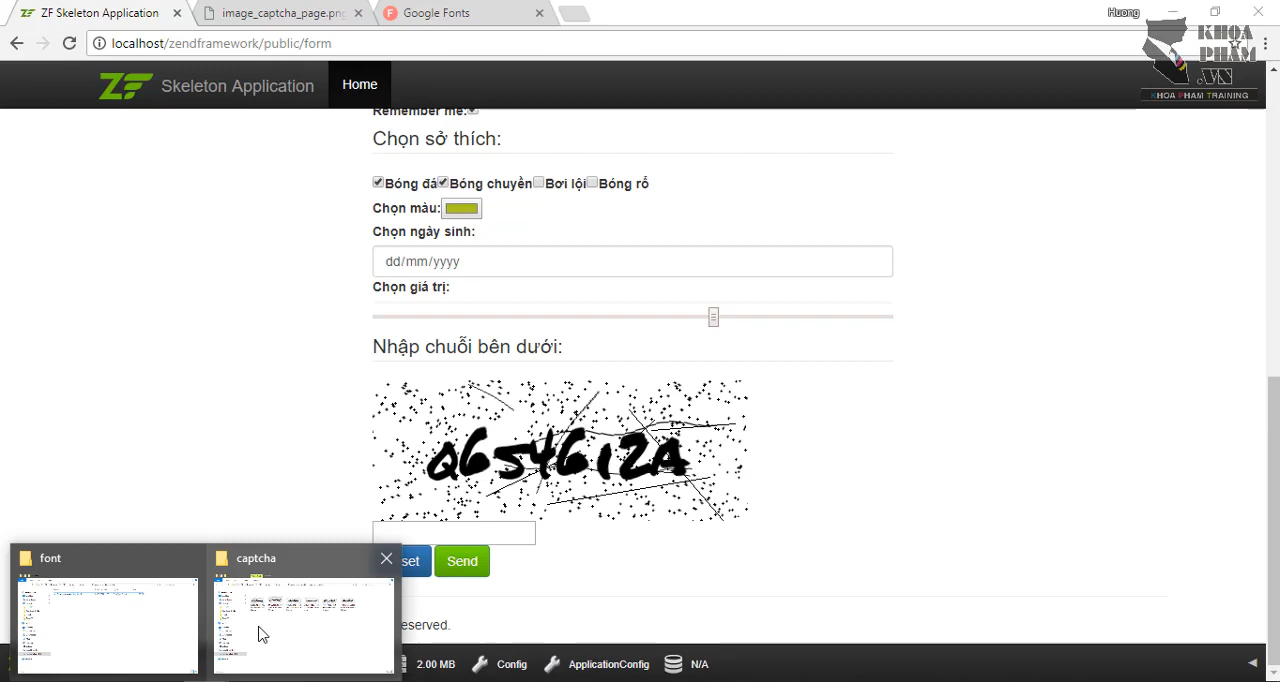 ZF Skeleton Application
image_captcha_page.png
Google Fonts
Huong
localhost/zendframework/public/form
KHOA
PHAM
.VN
KHOA PHAM TRAINING
ZF Skeleton Application
Home
Remember me:
Chọn sở thích:
Bóng đá
Bóng chuyền
Bơi lội
Bóng rổ
Chọn màu:
Chọn ngày sinh:
dd/mm/yyyy
Chọn giá trị:
Nhập chuỗi bên dưới:
set
Send
font
captcha
eserved.
2.00 MB
Config
ApplicationConfig
N/A